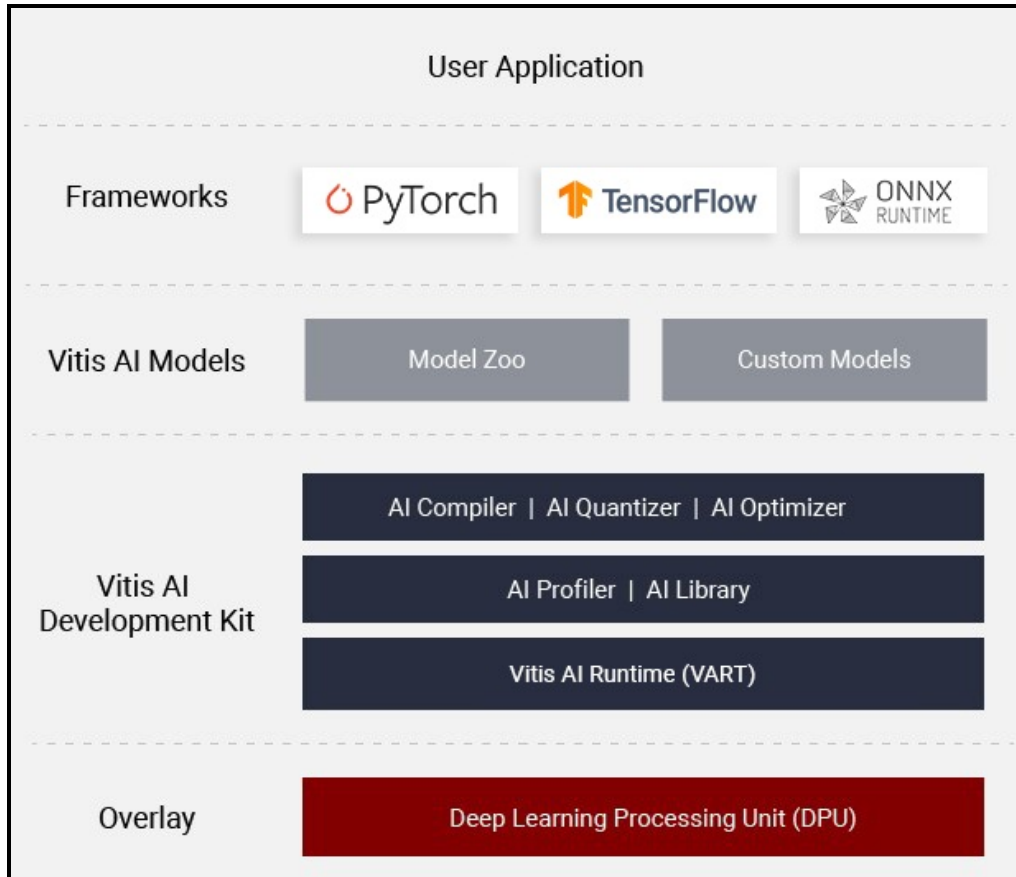 User Application
Frameworks
PyTorch
TensorFlow
ONNX
RUNTIME
Vitis AI Models
Model Zoo
Custom Models
Vitis AI
Development Kit
AI Compiler | AI Quantizer | AI Optimizer
AI Profiler | AI Library
Vitis AI Runtime (VART)
Overlay
Deep Learning Processing Unit (DPU)